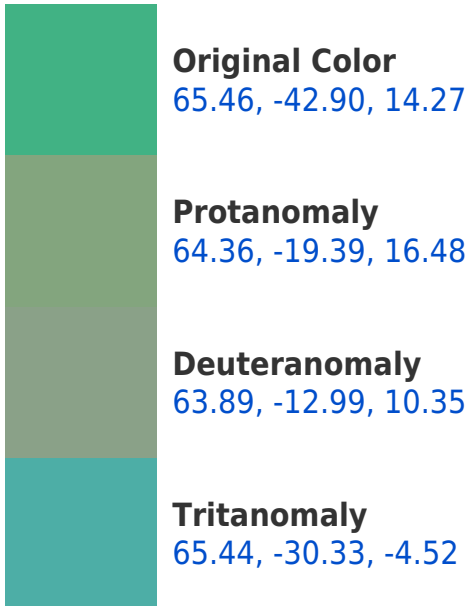 Original Color
65.46, -42.90, 14.27
Protanomaly
64.36, -19.39, 16.48
Deuteranomaly
63.89, -12.99, 10.35
Tritanomaly
65.44, -30.33, -4.52